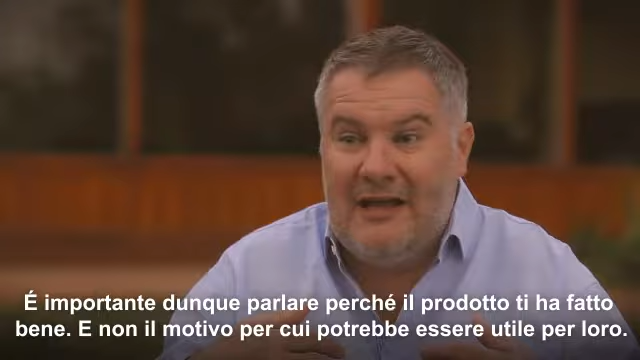 É importante dunque parlare perché il prodotto ti ha fatto
bene. E non il motivo per cui potrebbe essere utile per loro.